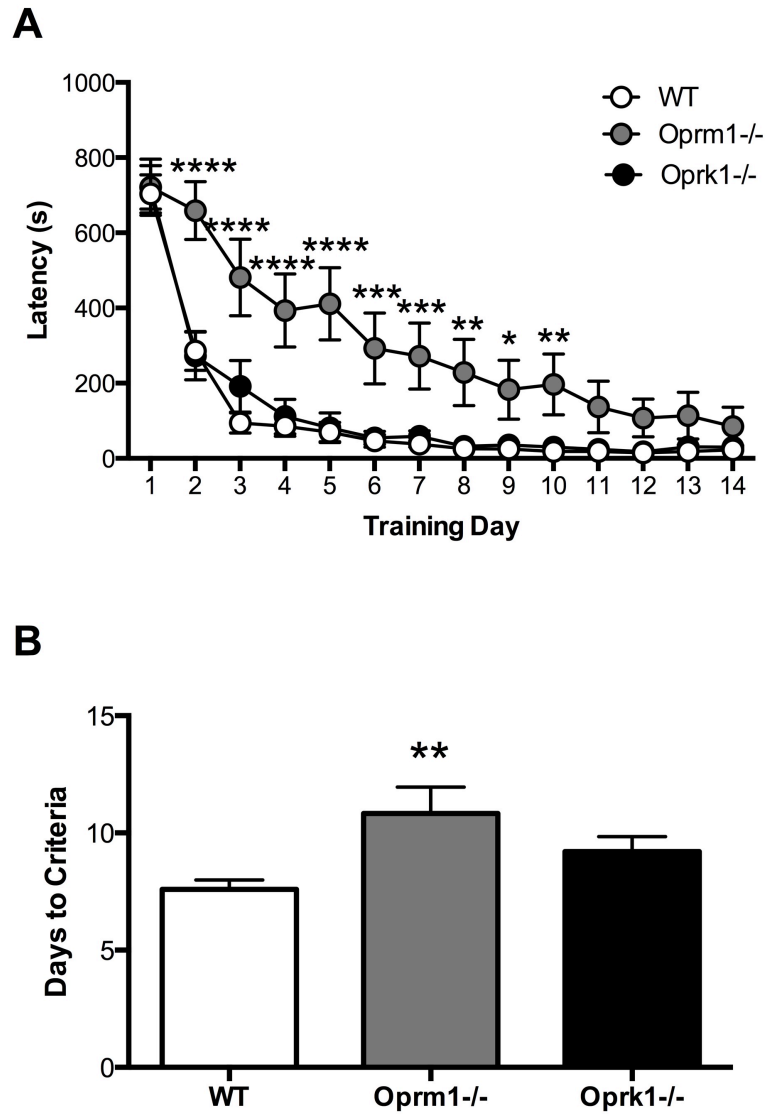 A
1000
800
600
400
200
0
Latency (s)
WT
Oprm1-/-
Oprk1-/-
****
****
****
****
***
***
**
*
**
1 2 3 4 5 6 7 8 9 10 11 12 13 14
Training Day
B
15
10
5
0
Days to Criteria
**
WT Oprm1-/- Oprk1-/-